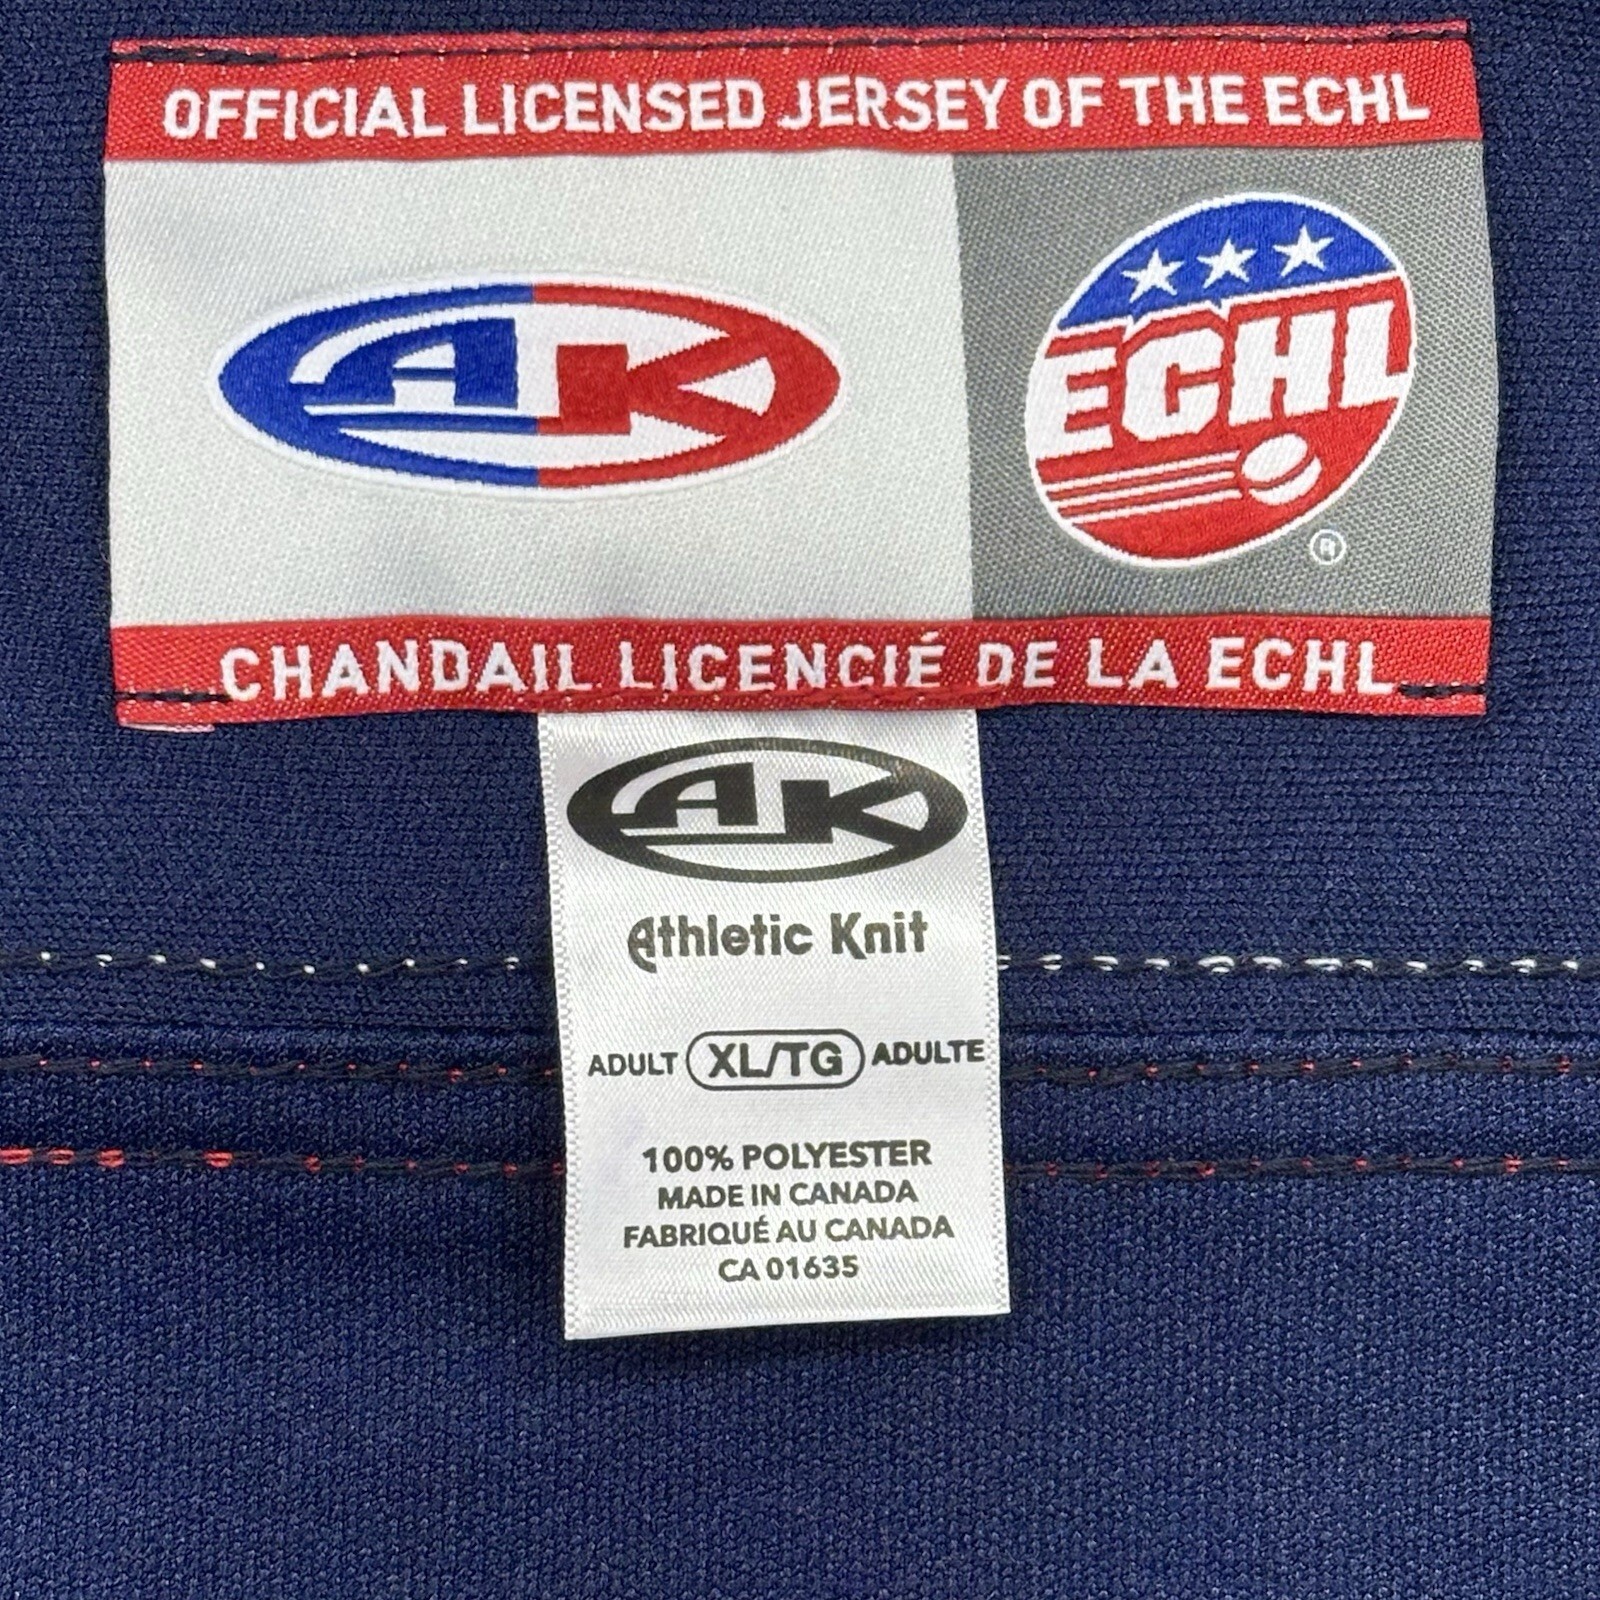 OFFICIAL LICENSED JERSEY OF THE ECHL
AK
ECHL
®
CHANDAIL LICENCIÉ DE LA ECHL
AK
Athletic Knit
ADULT XL/TG ADULTE
100% POLYESTER
MADE IN CANADA
FABRIQUÉ AU CANADA
CA 01635